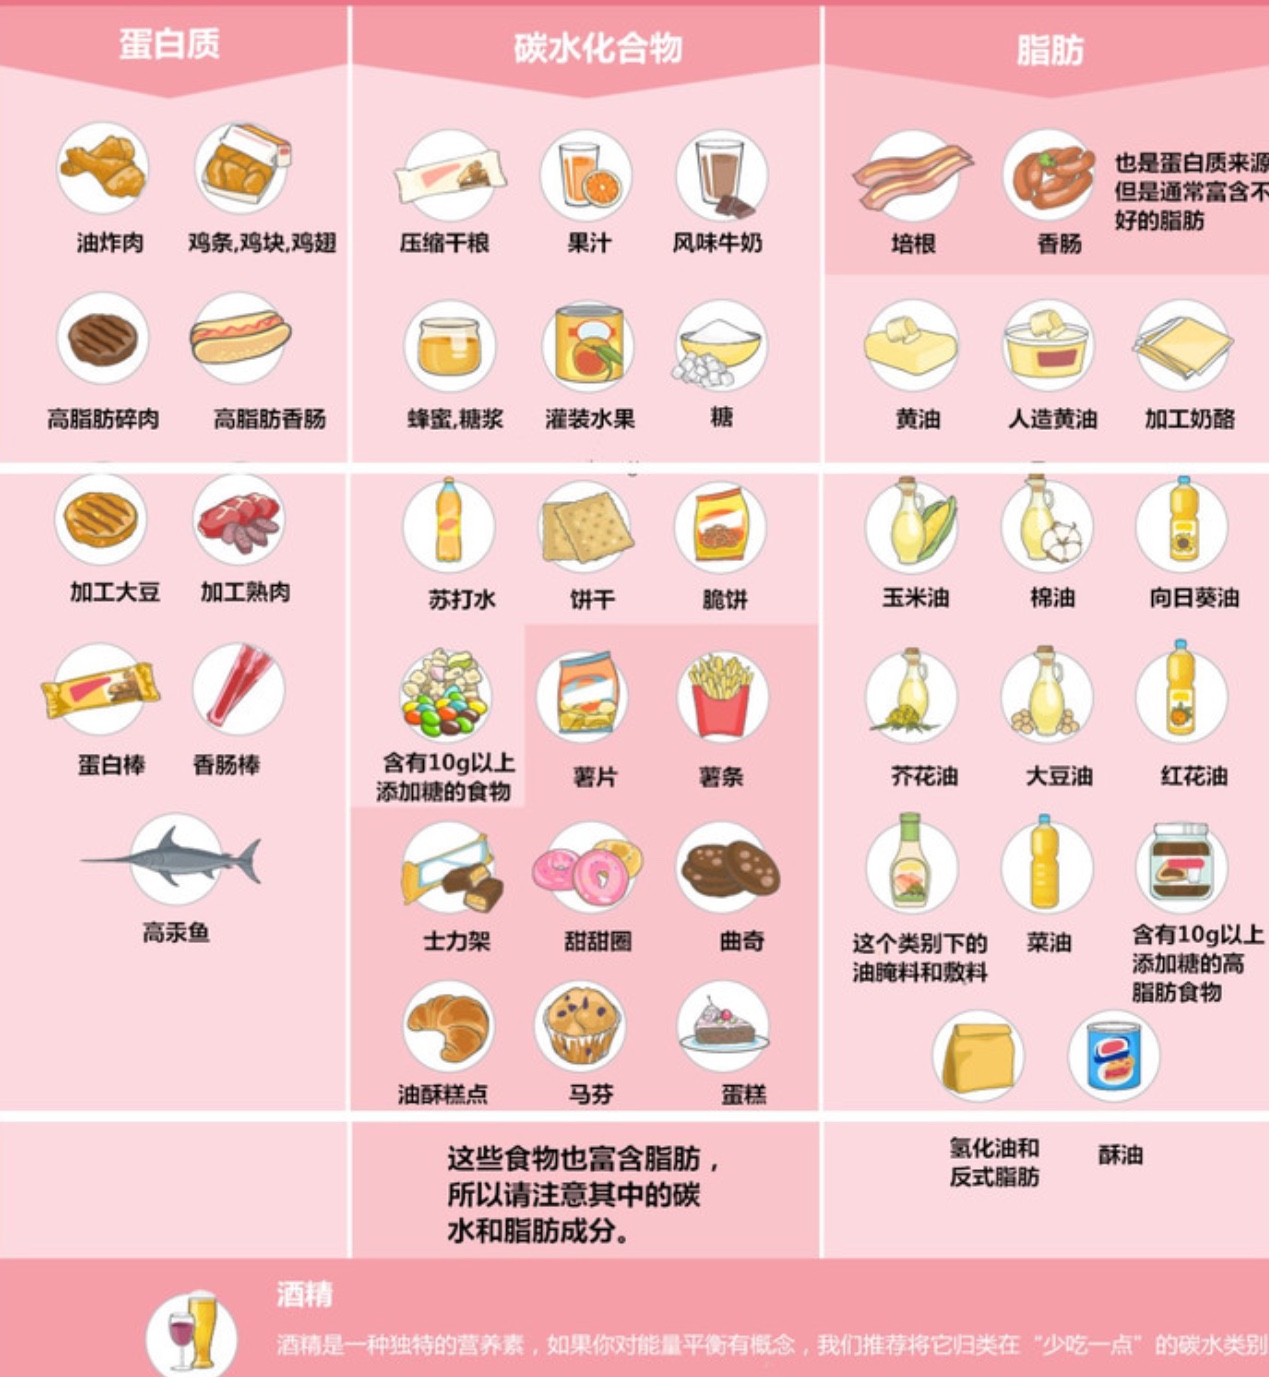 蛋白质
碳水化合物
脂肪
油炸肉
鸡条,鸡块,鸡翅
压缩干粮
果汁
风味牛奶
培根
香肠
也是蛋白质来源
但是通常富含不
好的脂肪
高脂肪碎肉
高脂肪香肠
蜂蜜,糖浆
灌装水果
糖
黄油
人造黄油
加工奶酪
加工大豆
加工熟肉
苏打水
饼干
脆饼
玉米油
棉油
向日葵油
蛋白棒
香肠棒
含有10g以上
添加糖的食物
薯片
薯条
芥花油
大豆油
红花油
高汞鱼
士力架
甜甜圈
曲奇
这个类别下的
油腌料和敷料
菜油
含有10g以上
添加糖的高
脂肪食物
油酥糕点
马芬
蛋糕
氢化油和
反式脂肪
酥油
这些食物也富含脂肪，
所以请注意其中的碳
水和脂肪成分。
酒精
酒精是一种独特的营养素，如果你对能量平衡有概念，我们推荐将它归类在“少吃一点”的碳水类别